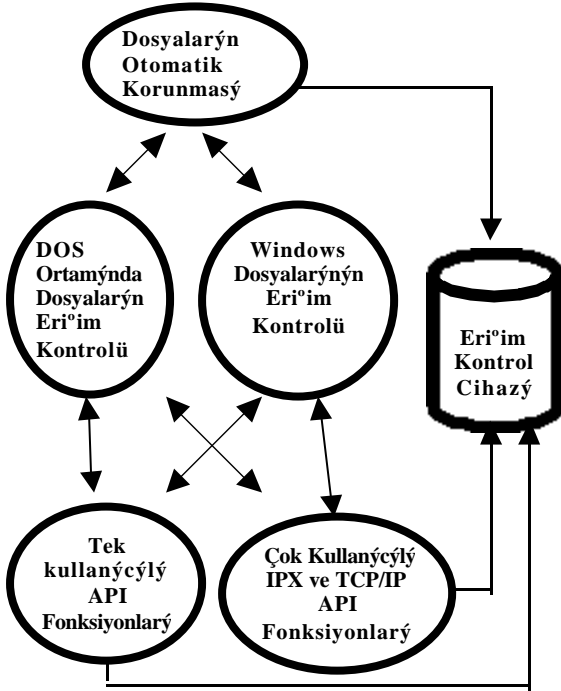 Dosyalarýn
Otomatik
Korunmasý
DOS
Ortamýnda
Dosyalarýn
Eriºim
Kontrolü
Windows
Dosyalarýnýn
Eriºim
Kontrolü
Eriºim
Kontrol
Cihazý
Tek
kullanýcýlý
API
Fonksiyonlarý
Çok Kullanýcýlý
IPX ve TCP/IP
API
Fonksiyonlarý